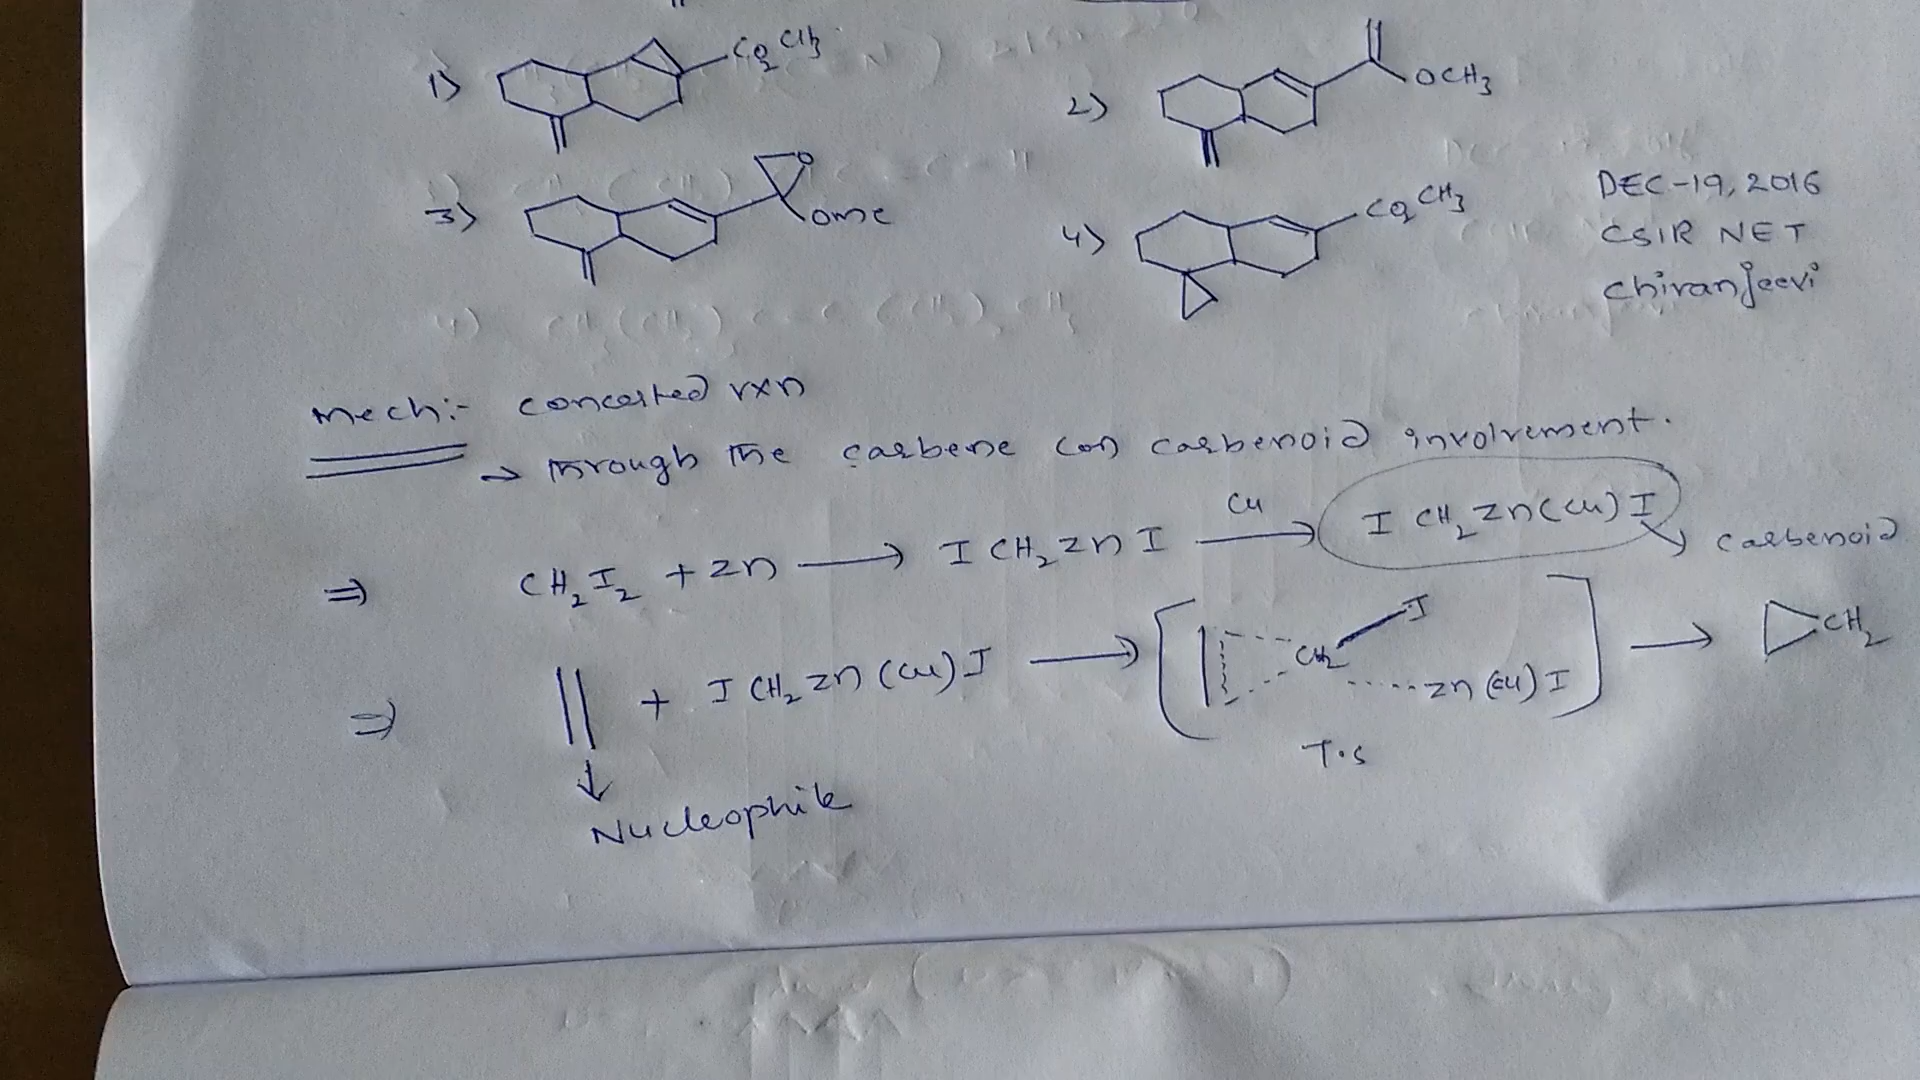 1) CO2CH3
2) OCH3
3) O OMe
4) CO2CH3
DEC-19, 2016
CSIR NET
Chiranjeevi
Mech:- concerted rxn
→ Through the carbene (or) carbenoid involvement.
⇒ CH2I2 + Zn → ICH2ZnI Cu → ICH2Zn(Cu)I → carbenoid
⇒ || + ICH2Zn(Cu)I → [ CH2 I Zn(Cu)I ] → CH2
T.S
↓
Nucleophile